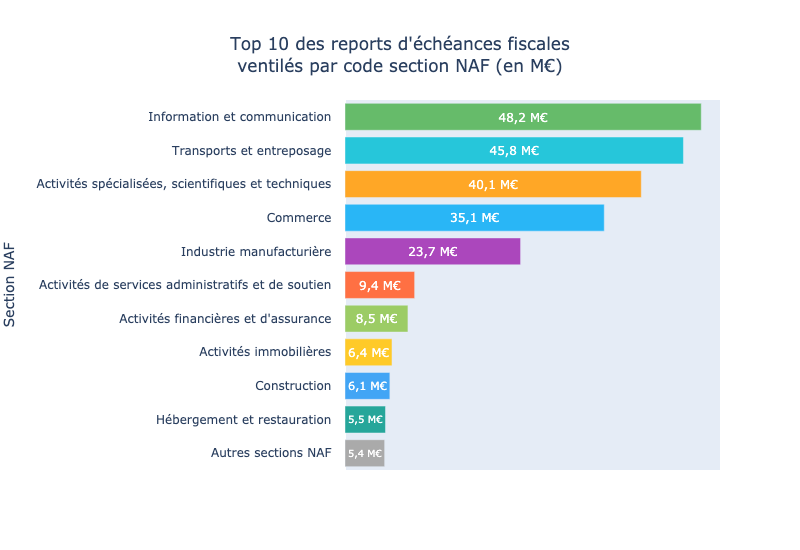 Top 10 des reports d'échéances fiscales
ventilés par code section NAF (en M€)
Section NAF
Information et communication 48,2 M€
Transports et entreposage 45,8 M€
Activités spécialisées, scientifiques et techniques 40,1 M€
Commerce 35,1 M€
Industrie manufacturière 23,7 M€
Activités de services administratifs et de soutien 9,4 M€
Activités financières et d'assurance 8,5 M€
Activités immobilières 6,4 M€
Construction 6,1 M€
Hébergement et restauration 5,5 M€
Autres sections NAF 5,4 M€